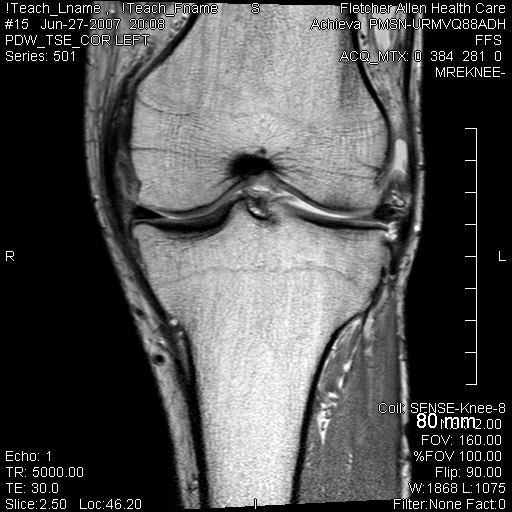 !Teach_Lname, , !Teach_Fname
#15 Jun-27-2007 20:08
PDW_TSE_COR LEFT
Series: 501
S
Fletcher Allen Health Care
Achieva PMSN-URMVQ88ADH
FFS
ACQ_MTX: 0 384 281 0
MREKNEE-
R
L
Coil: SENSE-Knee-8
80 mm
FOV: 160.00
%FOV 100.00
Flip: 90.00
W:1868 L:1075
Filter:None Fact:0
Echo: 1
TR: 5000.00
TE: 30.0
Slice:2.50 Loc:46.20
I